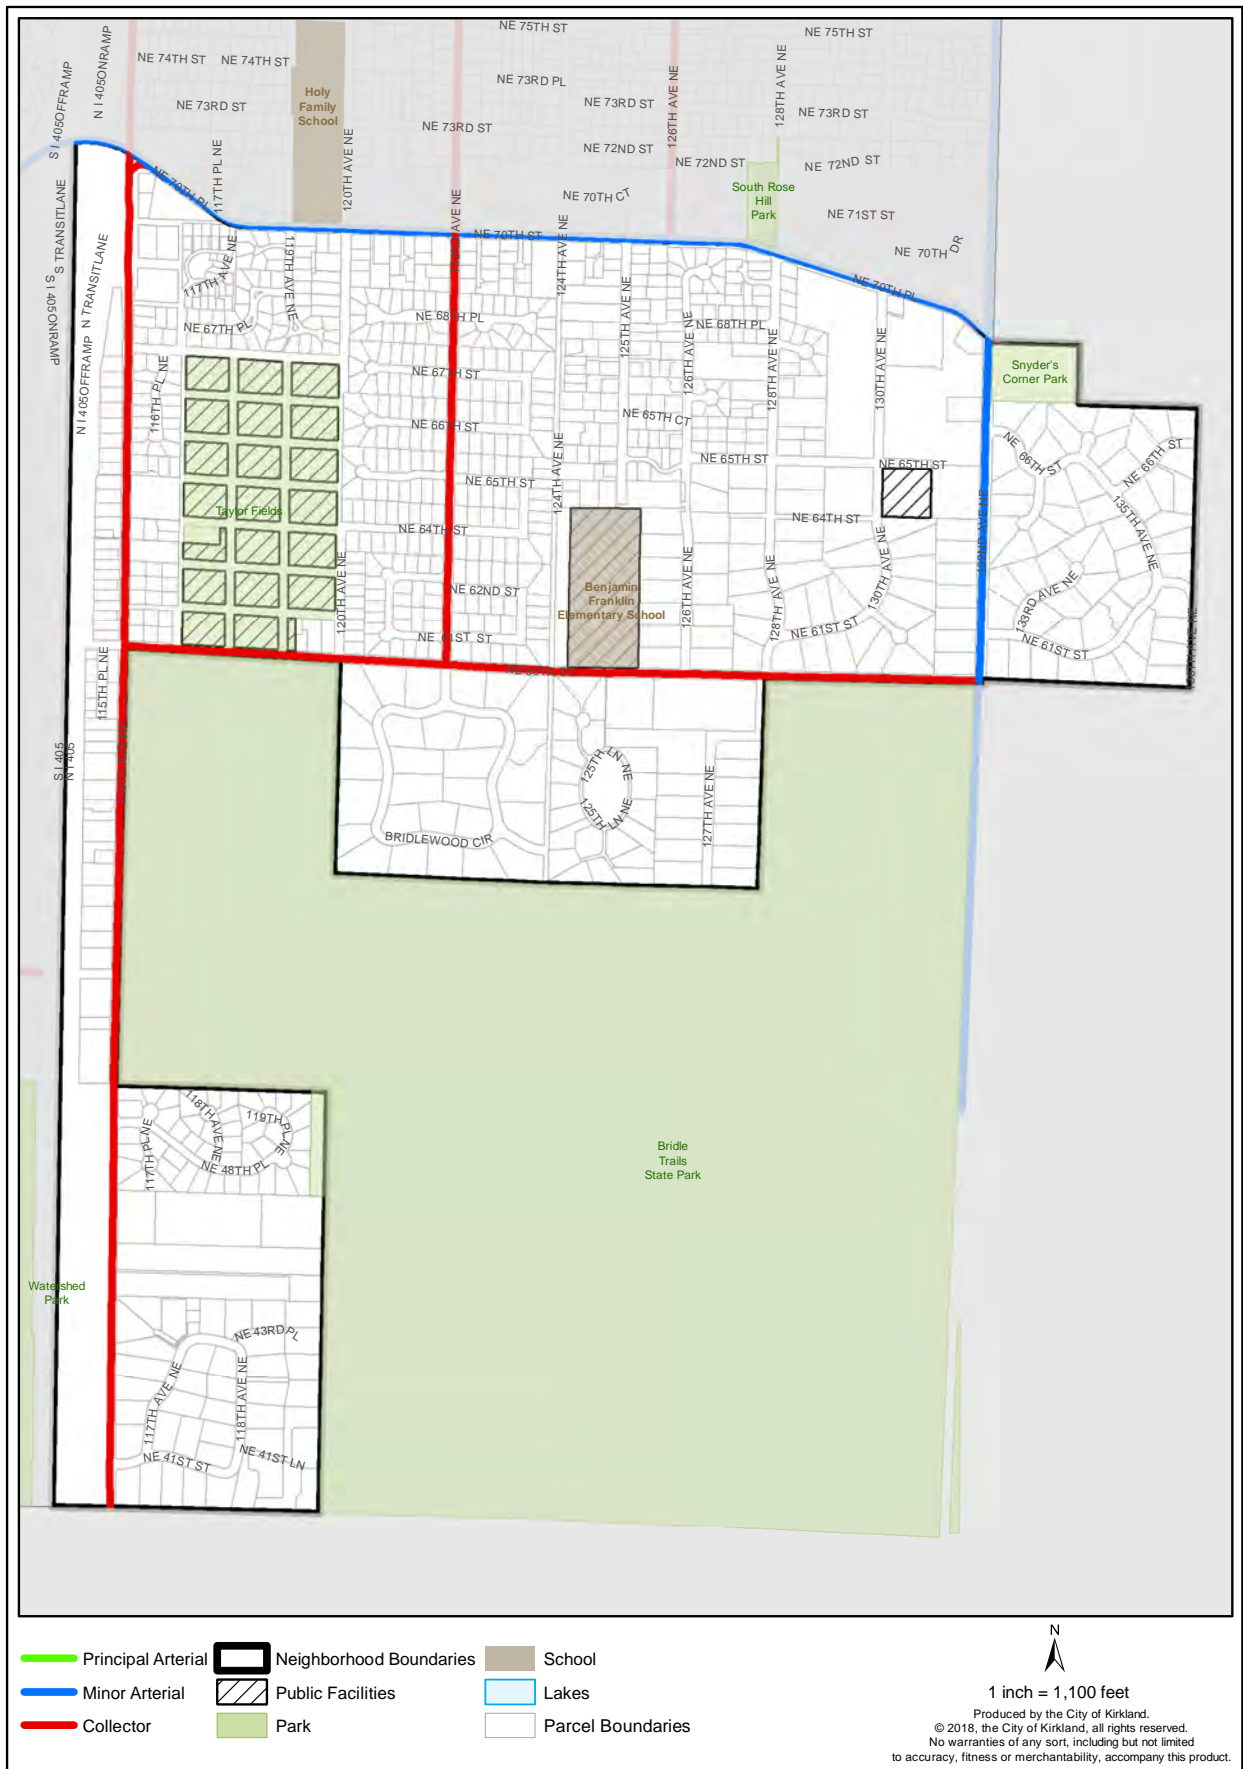 NE 75TH ST
NE 75TH ST
NE 74TH ST
NE 74TH ST
S I 405OFFRAMP
N I 405ONRAMP
NE 73RD PL
126TH AVE NE
128TH AVE NE
Holy
Family
School
NE 73RD ST
NE 73RD ST
NE 73RD ST
NE 73RD ST
NE 72ND ST
NE 72ND ST
NE 72ND ST
117TH PL NE
120TH AVE NE
South Rose
Hill
Park
NE 70TH CT
NE 71ST ST
NE 70TH PL
NE 70TH ST
NE 70TH DR
NE 70TH PL
S TRANSITLANE
S I 405ONRAMP
N TRANSITLANE
N I 405OFFRAMP
117TH AVE NE
119TH AVE NE
124TH AVE NE
125TH AVE NE
126TH AVE NE
128TH AVE NE
130TH AVE NE
NE 67TH PL
NE 68TH PL
NE 68TH PL
Snyder's
Corner Park
116TH PL NE
NE 67TH ST
NE 66TH ST
NE 65TH CT
NE 65TH ST
NE 65TH ST
NE 65TH ST
124TH AVE NE
NE 66TH ST
NE 66TH ST
135TH AVE NE
Taylor Fields
NE 64TH ST
NE 64TH ST
132ND AVE NE
120TH AVE NE
126TH AVE NE
128TH AVE NE
130TH AVE NE
NE 62ND ST
Benjamin
Franklin
Elementary School
133RD AVE NE
NE 61ST ST
NE 61ST ST
NE 61ST ST
115TH PL NE
S I 405
N I 405
125TH LN NE
125TH LN NE
127TH AVE NE
BRIDLEWOOD CIR
118TH AVE NE
119TH PL NE
117TH PL NE
NE 48TH PL
Bridle
Trails
State Park
Watershed
Park
NE 43RD PL
117TH AVE NE
118TH AVE NE
NE 41ST ST
NE 41ST LN
Principal Arterial
Minor Arterial
Collector
Neighborhood Boundaries
Public Facilities
Park
School
Lakes
Parcel Boundaries
N
1 inch = 1,100 feet
Produced by the City of Kirkland.
© 2018, the City of Kirkland, all rights reserved.
No warranties of any sort, including but not limited
to accuracy, fitness or merchantability, accompany this product.